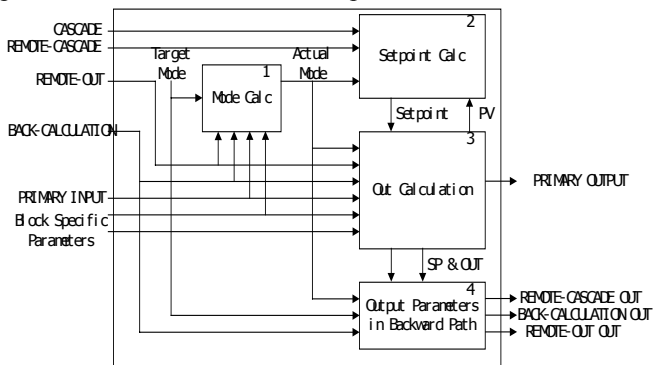 CASCADE
REMOTE-CASCADE
REMOTE-OUT
BACK-CALCULATION
PRIMARY INPUT
Block Specific
Parameters
Target
Mode
1
Mode Calc
Actual
Mode
2
Setpoint Calc
Setpoint
PV
3
Out Calculation
PRIMARY OUTPUT
SP & OUT
4
Output Parameters
in Backward Path
REMOTE-CASCADE OUT
BACK-CALCULATION OUT
REMOTE-OUT OUT